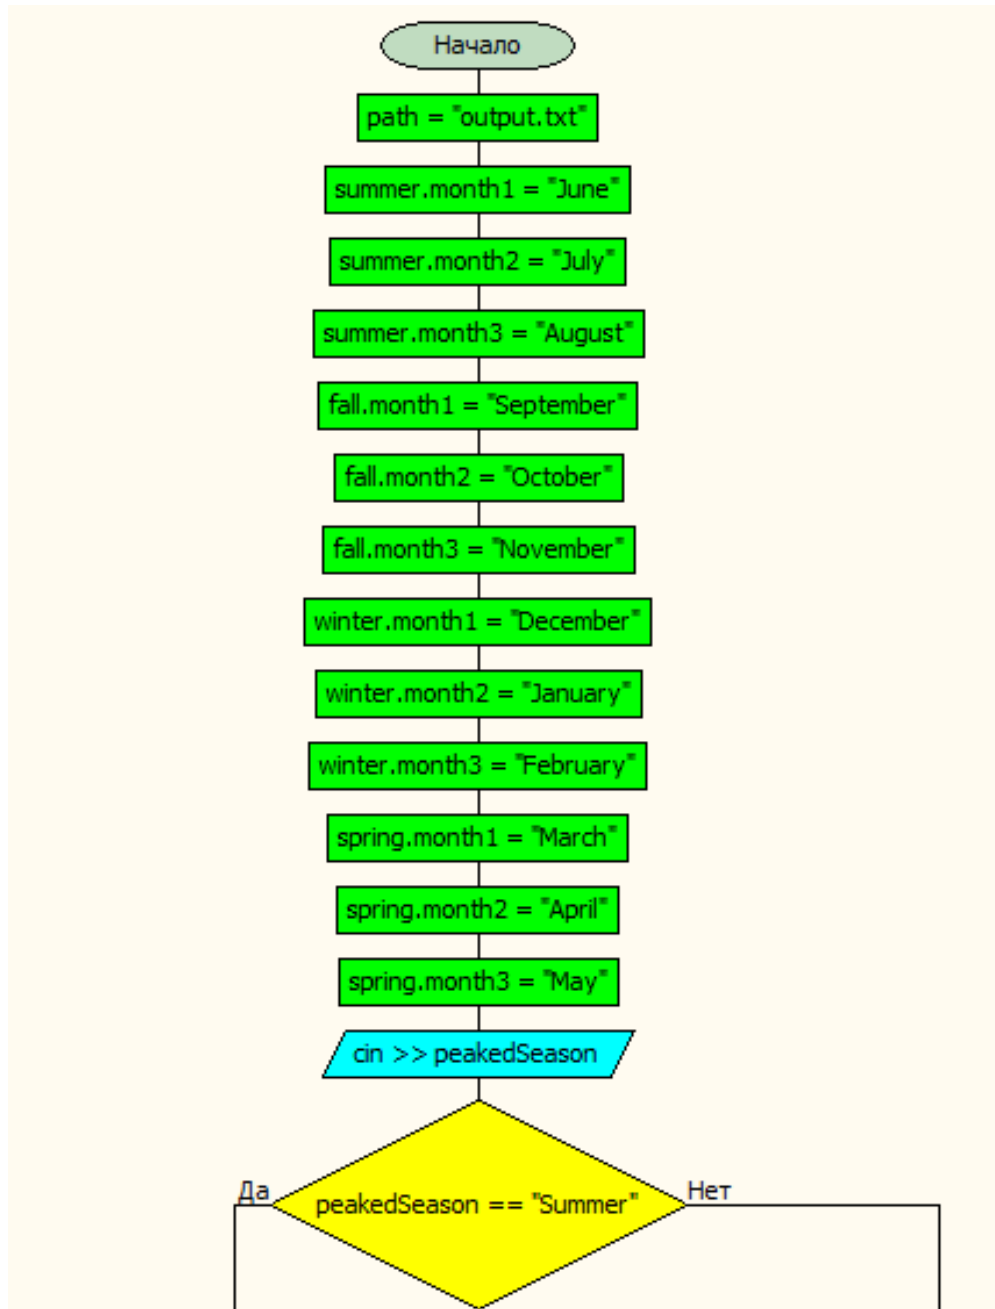 Начало
path = "output.txt"
summer.month1 = "June"
summer.month2 = "July"
summer.month3 = "August"
fall.month1 = "September"
fall.month2 = "October"
fall.month3 = "November"
winter.month1 = "December"
winter.month2 = "January"
winter.month3 = "February"
spring.month1 = "March"
spring.month2 = "April"
spring.month3 = "May"
cin >> peakedSeason
Да
Нет
peakedSeason == "Summer"